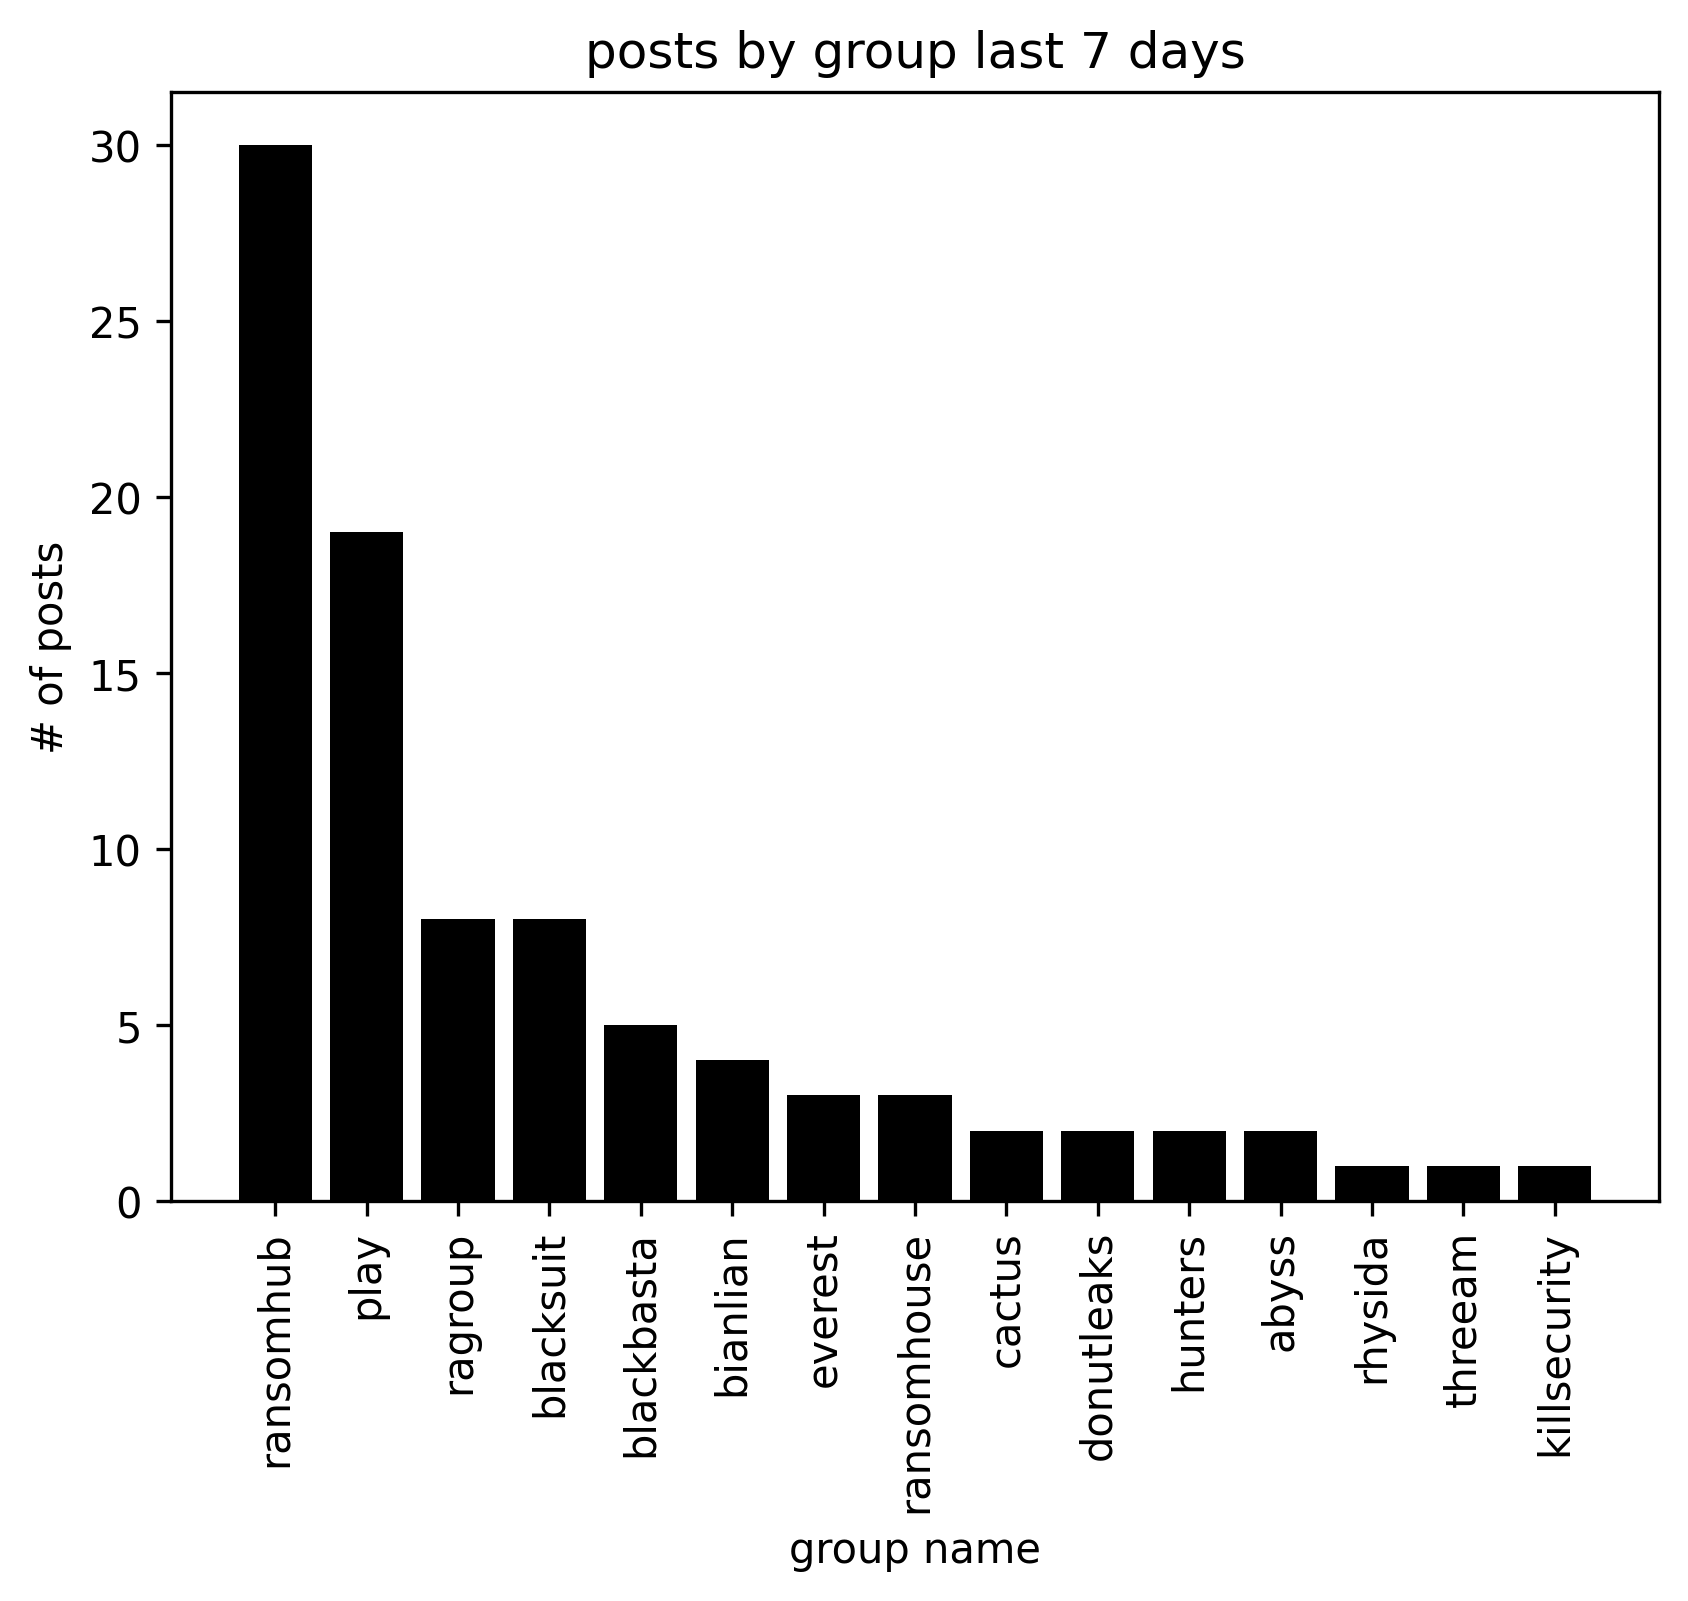 posts by group last 7 days
# of posts
30
25
20
15
10
5
0
ransomhub
play
ragroup
blacksuit
blackbasta
bianlian
everest
ransomhouse
cactus
donutleaks
hunters
abyss
rhysida
threeam
killsecurity
group name